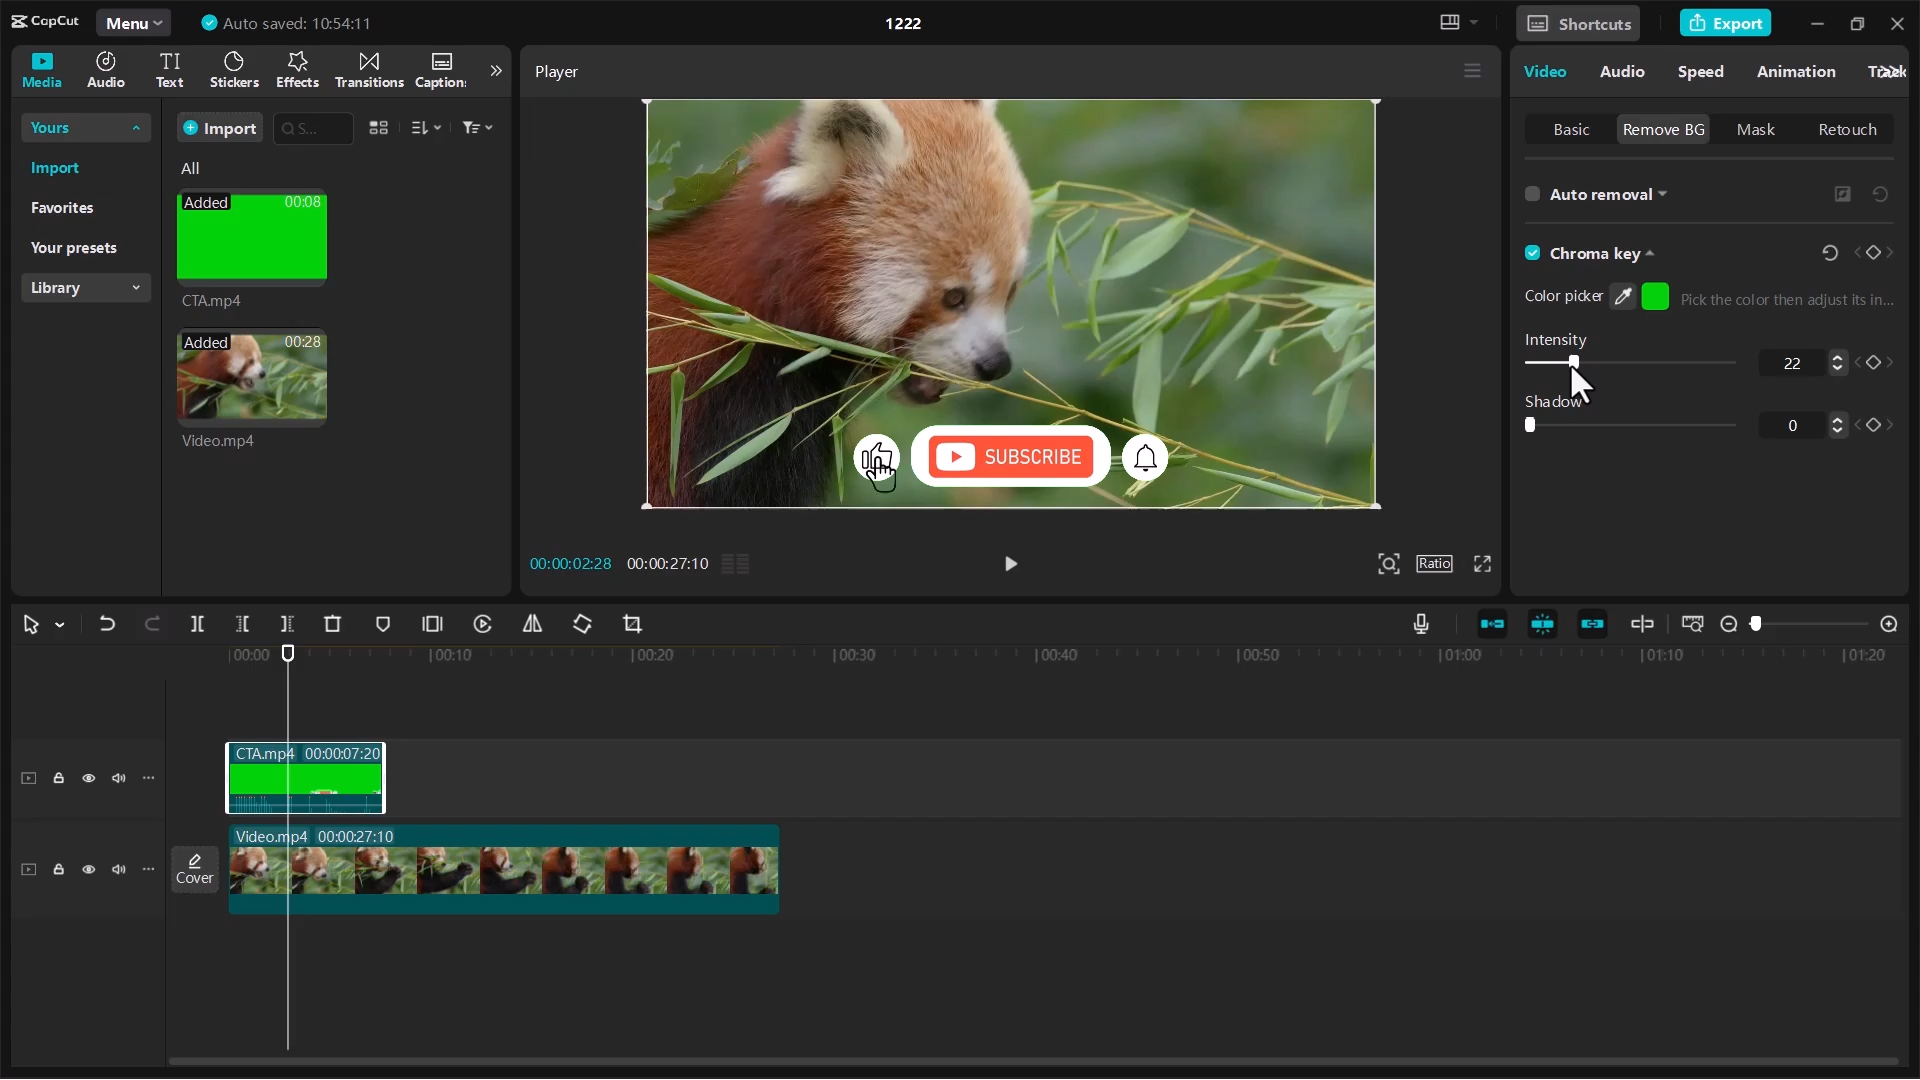 CapCut Menu Auto saved: 10:54:11 1222 Shortcuts Export
Media Audio Text Stickers Effects Transitions Caption
Yours
Import
Favorites
Your presets
Library
Import S...
All
Added 00:08
CTA.mp4
Added 00:28
Video.mp4
Player
SUBSCRIBE
00:00:02:28 00:00:27:10
Ratio
Video Audio Speed Animation
Basic Remove BG Mask Retouch
Auto removal
Chroma key
Color picker Pick the color then adjust its in...
Intensity
22
Shadow
0
00:00 00:10 00:20 00:30 00:40 00:50 01:00 01:10 01:20
CTA.mp4 00:00:07:20
Video.mp4 00:00:27:10
Cover